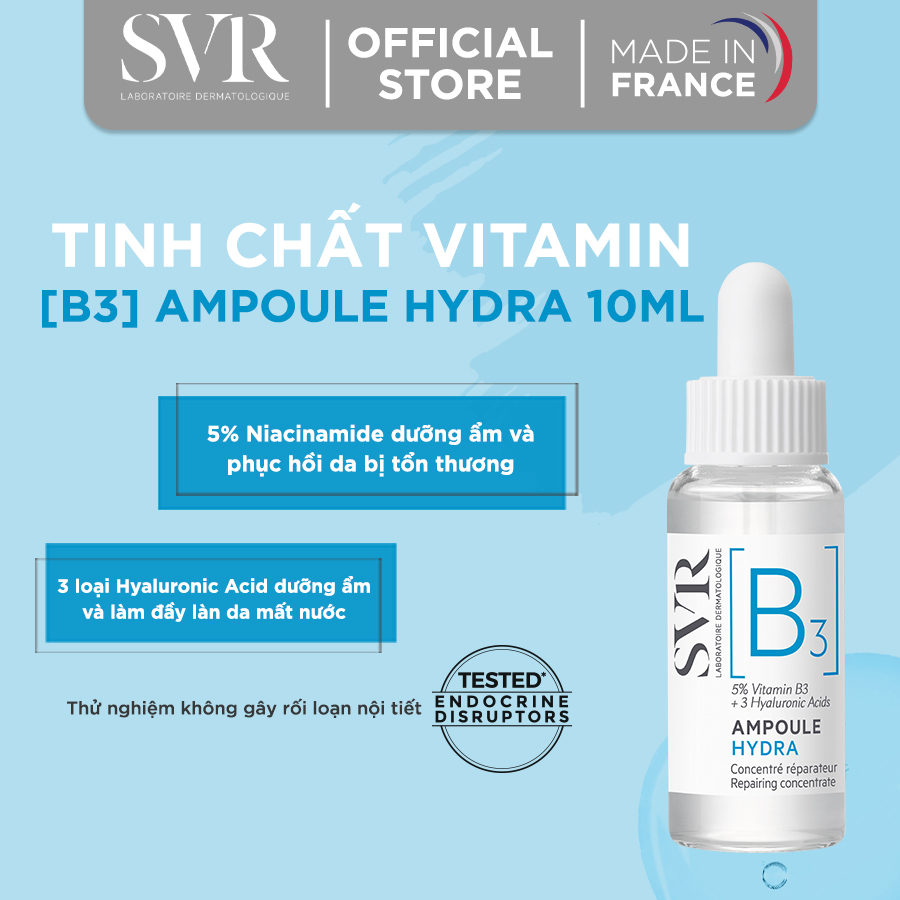 SVR
LABORATOIRE DERMATOLOGIQUE
OFFICIAL
STORE
MADE IN
FRANCE
TINH CHẤT VITAMIN
[B3] AMPOULE HYDRA 10ML
5% Niacinamide dưỡng ẩm và
phục hồi da bị tổn thương
3 loại Hyaluronic Acid dưỡng ẩm
và làm đầy làn da mất nước
Thử nghiệm không gây rối loạn nội tiết
TESTED*
ENDOCRINE
DISRUPTORS
SVR
LABORATOIRE DERMATOLOGIQUE
[B3]
5% Vitamin B3
+ 3 Hyaluronic Acids
AMPOULE
HYDRA
Concentré réparateur
Repairing concentrate